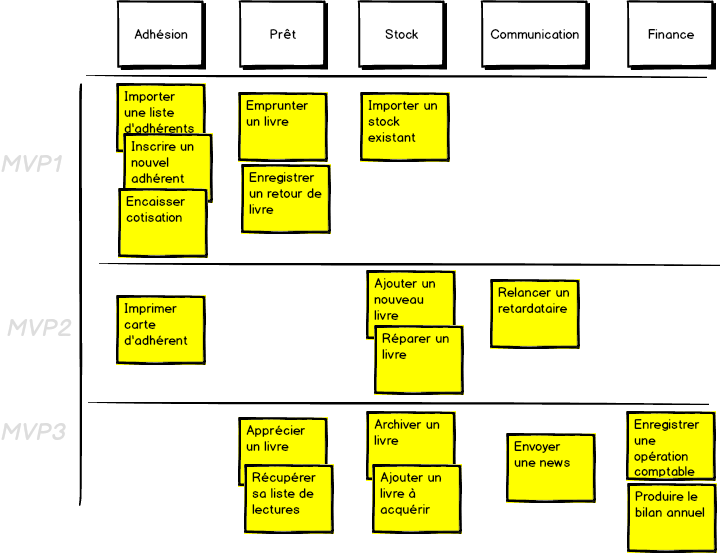 Adhésion
Prêt
Stock
Communication
Finance
MVP1
Importer
une liste
d'adhérents
Inscrire un
nouvel
adhérent
Encaisser
cotisation
Emprunter
un livre
Enregistrer
un retour de
livre
Importer un
stock
existant
MVP2
Imprimer
carte
d'adhérent
Ajouter un
nouveau
livre
Réparer un
livre
Relancer un
retardataire
MVP3
Apprécier
un livre
Récupérer
sa liste de
lectures
Archiver un
livre
Ajouter un
livre à
acquérir
Envoyer
une news
Enregistrer
une
opération
comptable
Produire le
bilan annuel